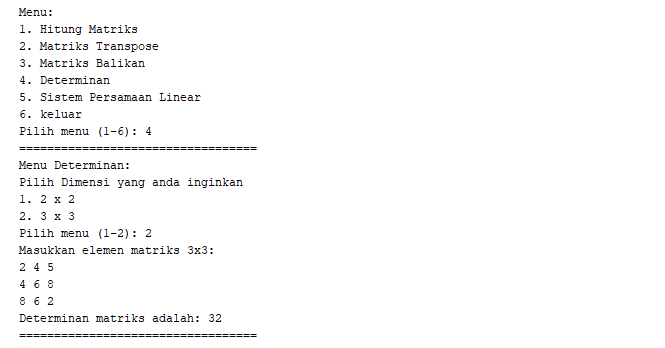 Menu:
1. Hitung Matriks
2. Matriks Transpose
3. Matriks Balikan
4. Determinan
5. Sistem Persamaan Linear
6. keluar
Pilih menu (1-6): 4
==================================
Menu Determinan:
Pilih Dimensi yang anda inginkan
1. 2 x 2
2. 3 x 3
Pilih menu (1-2): 2
Masukkan elemen matriks 3x3:
2 4 5
4 6 8
8 6 2
Determinan matriks adalah: 32
==================================